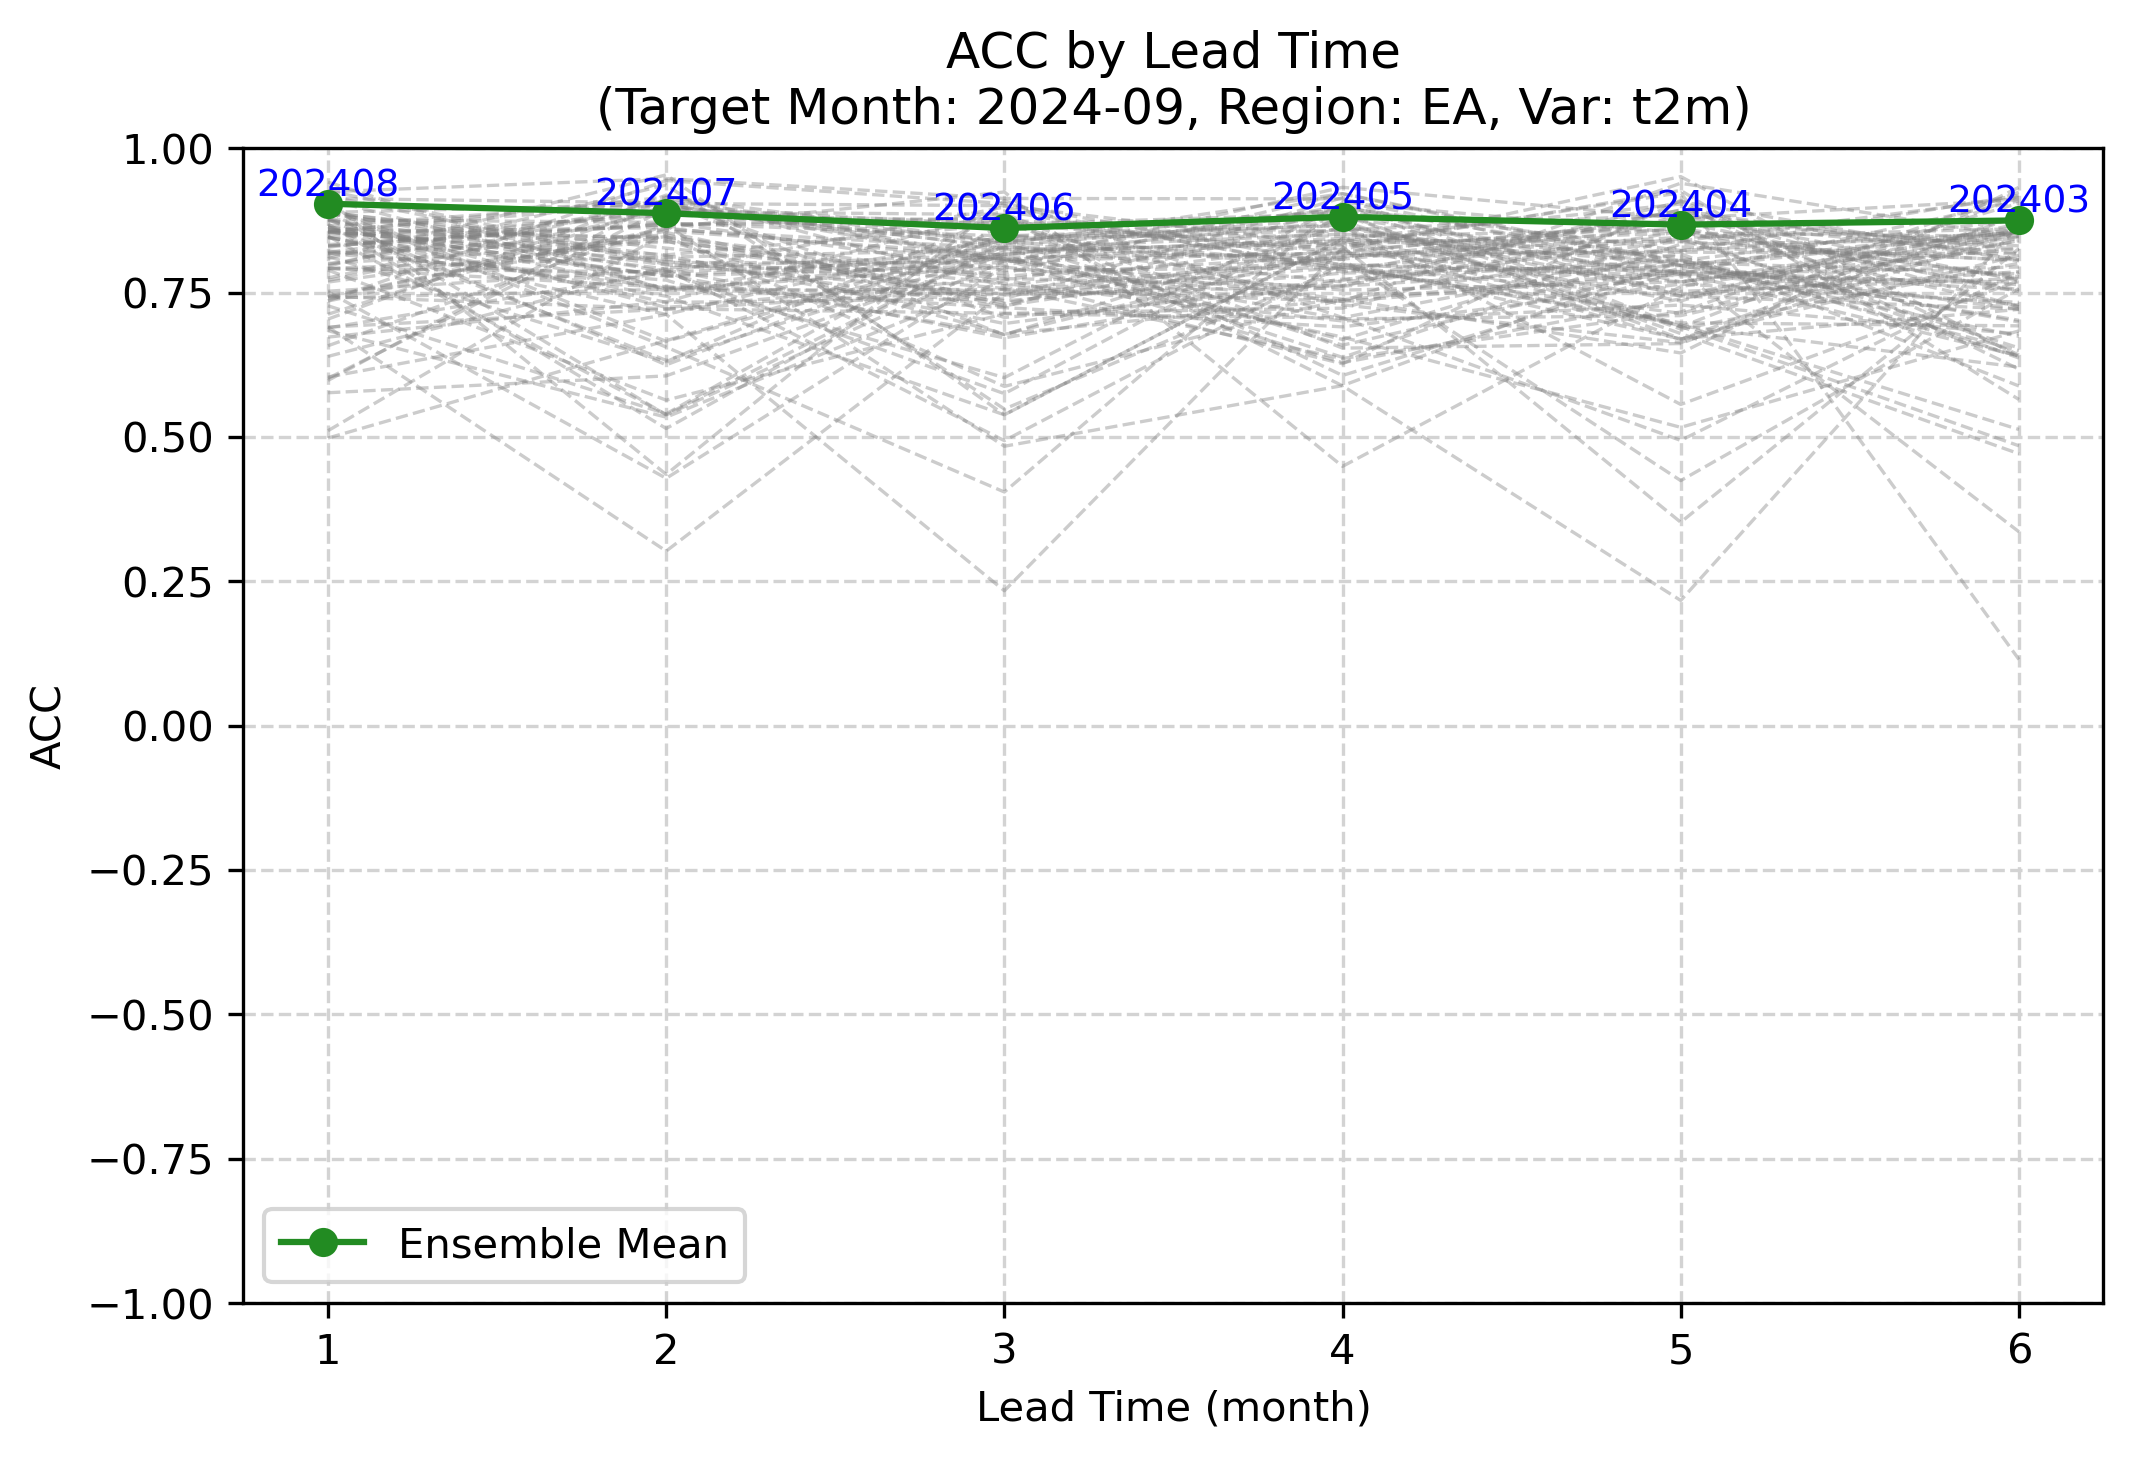 ACC by Lead Time
(Target Month: 2024-09, Region: EA, Var: t2m)
1.00
0.75
0.50
0.25
0.00
−0.25
−0.50
−0.75
−1.00
ACC
202408
202407
202406
202405
202404
202403
Ensemble Mean
1 2 3 4 5 6
Lead Time (month)